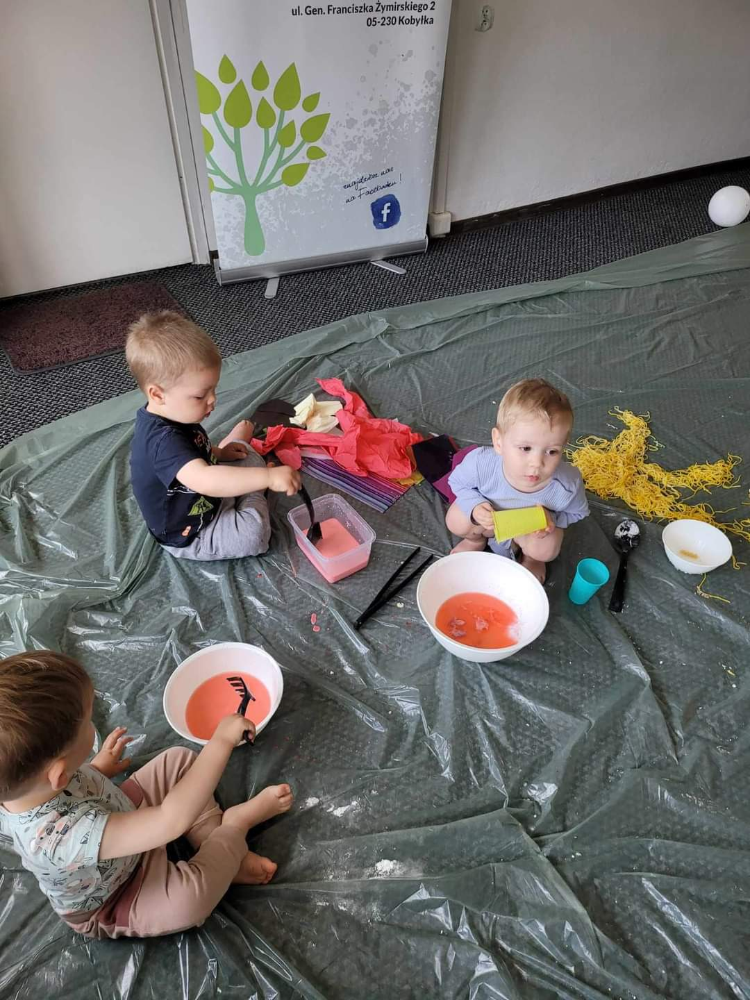 ul. Gen. Franciszka Żymirskiego 2
05-230 Kobyłka
znajdziesz nas
na Facebooku!
f